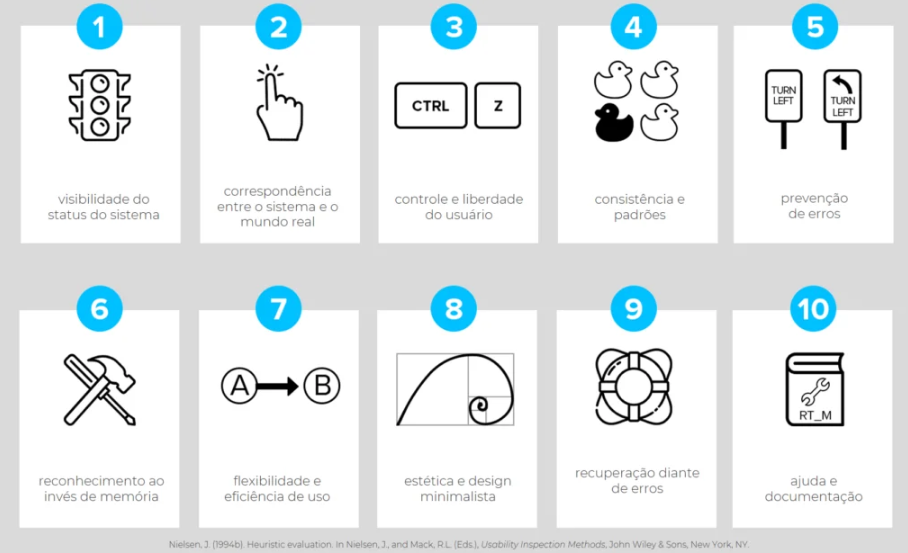 1
2
3
4
5
CTRL
Z
TURN
LEFT
TURN
LEFT
visibilidade do
status do sistema
correspondência
entre o sistema e o
mundo real
controle e liberdade
do usuário
consistência e
padrões
prevenção
de erros
6
7
8
9
10
A
B
RT_M
reconhecimento ao
invés de memória
flexibilidade e
eficiência de uso
estética e design
minimalista
recuperação diante
de erros
ajuda e
documentação
Nielsen, J. (1994b). Heuristic evaluation. In Nielsen, J., and Mack, R.L. (Eds.), Usability Inspection Methods, John Wiley & Sons, New York, NY.